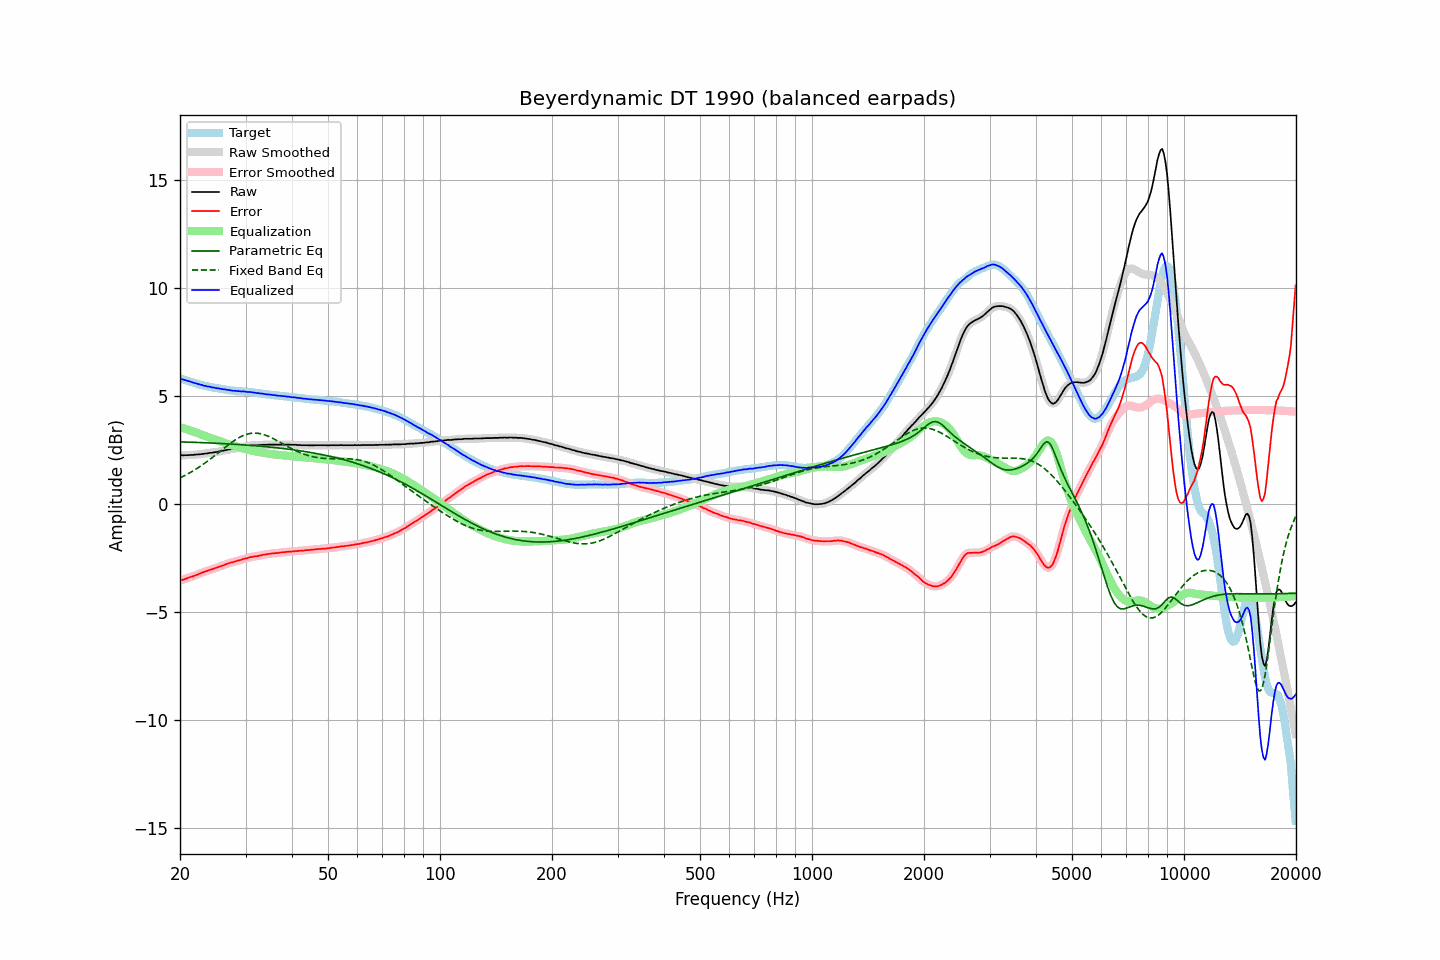 Beyerdynamic DT 1990 (balanced earpads)
Target
Raw Smoothed
Error Smoothed
Raw
Error
Equalization
Parametric Eq
Fixed Band Eq
Equalized
15
10
5
0
−5
−10
−15
Amplitude (dBr)
20 50 100 200 500 1000 2000 5000 10000 20000
Frequency (Hz)